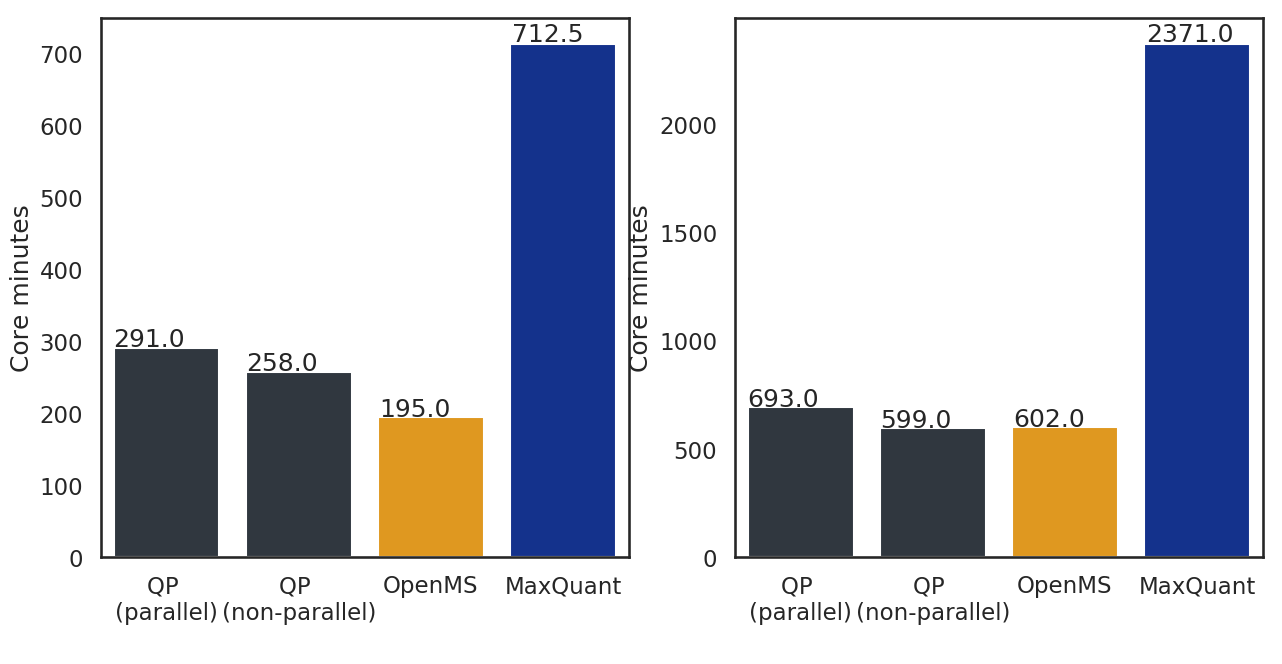 Core minutes
700
600
500
400
300
200
100
0
291.0
258.0
195.0
712.5
QP
(parallel)
QP
(non-parallel)
OpenMS
MaxQuant
Core minutes
2000
1500
1000
500
0
693.0
599.0
602.0
2371.0
QP
(parallel)
QP
(non-parallel)
OpenMS
MaxQuant